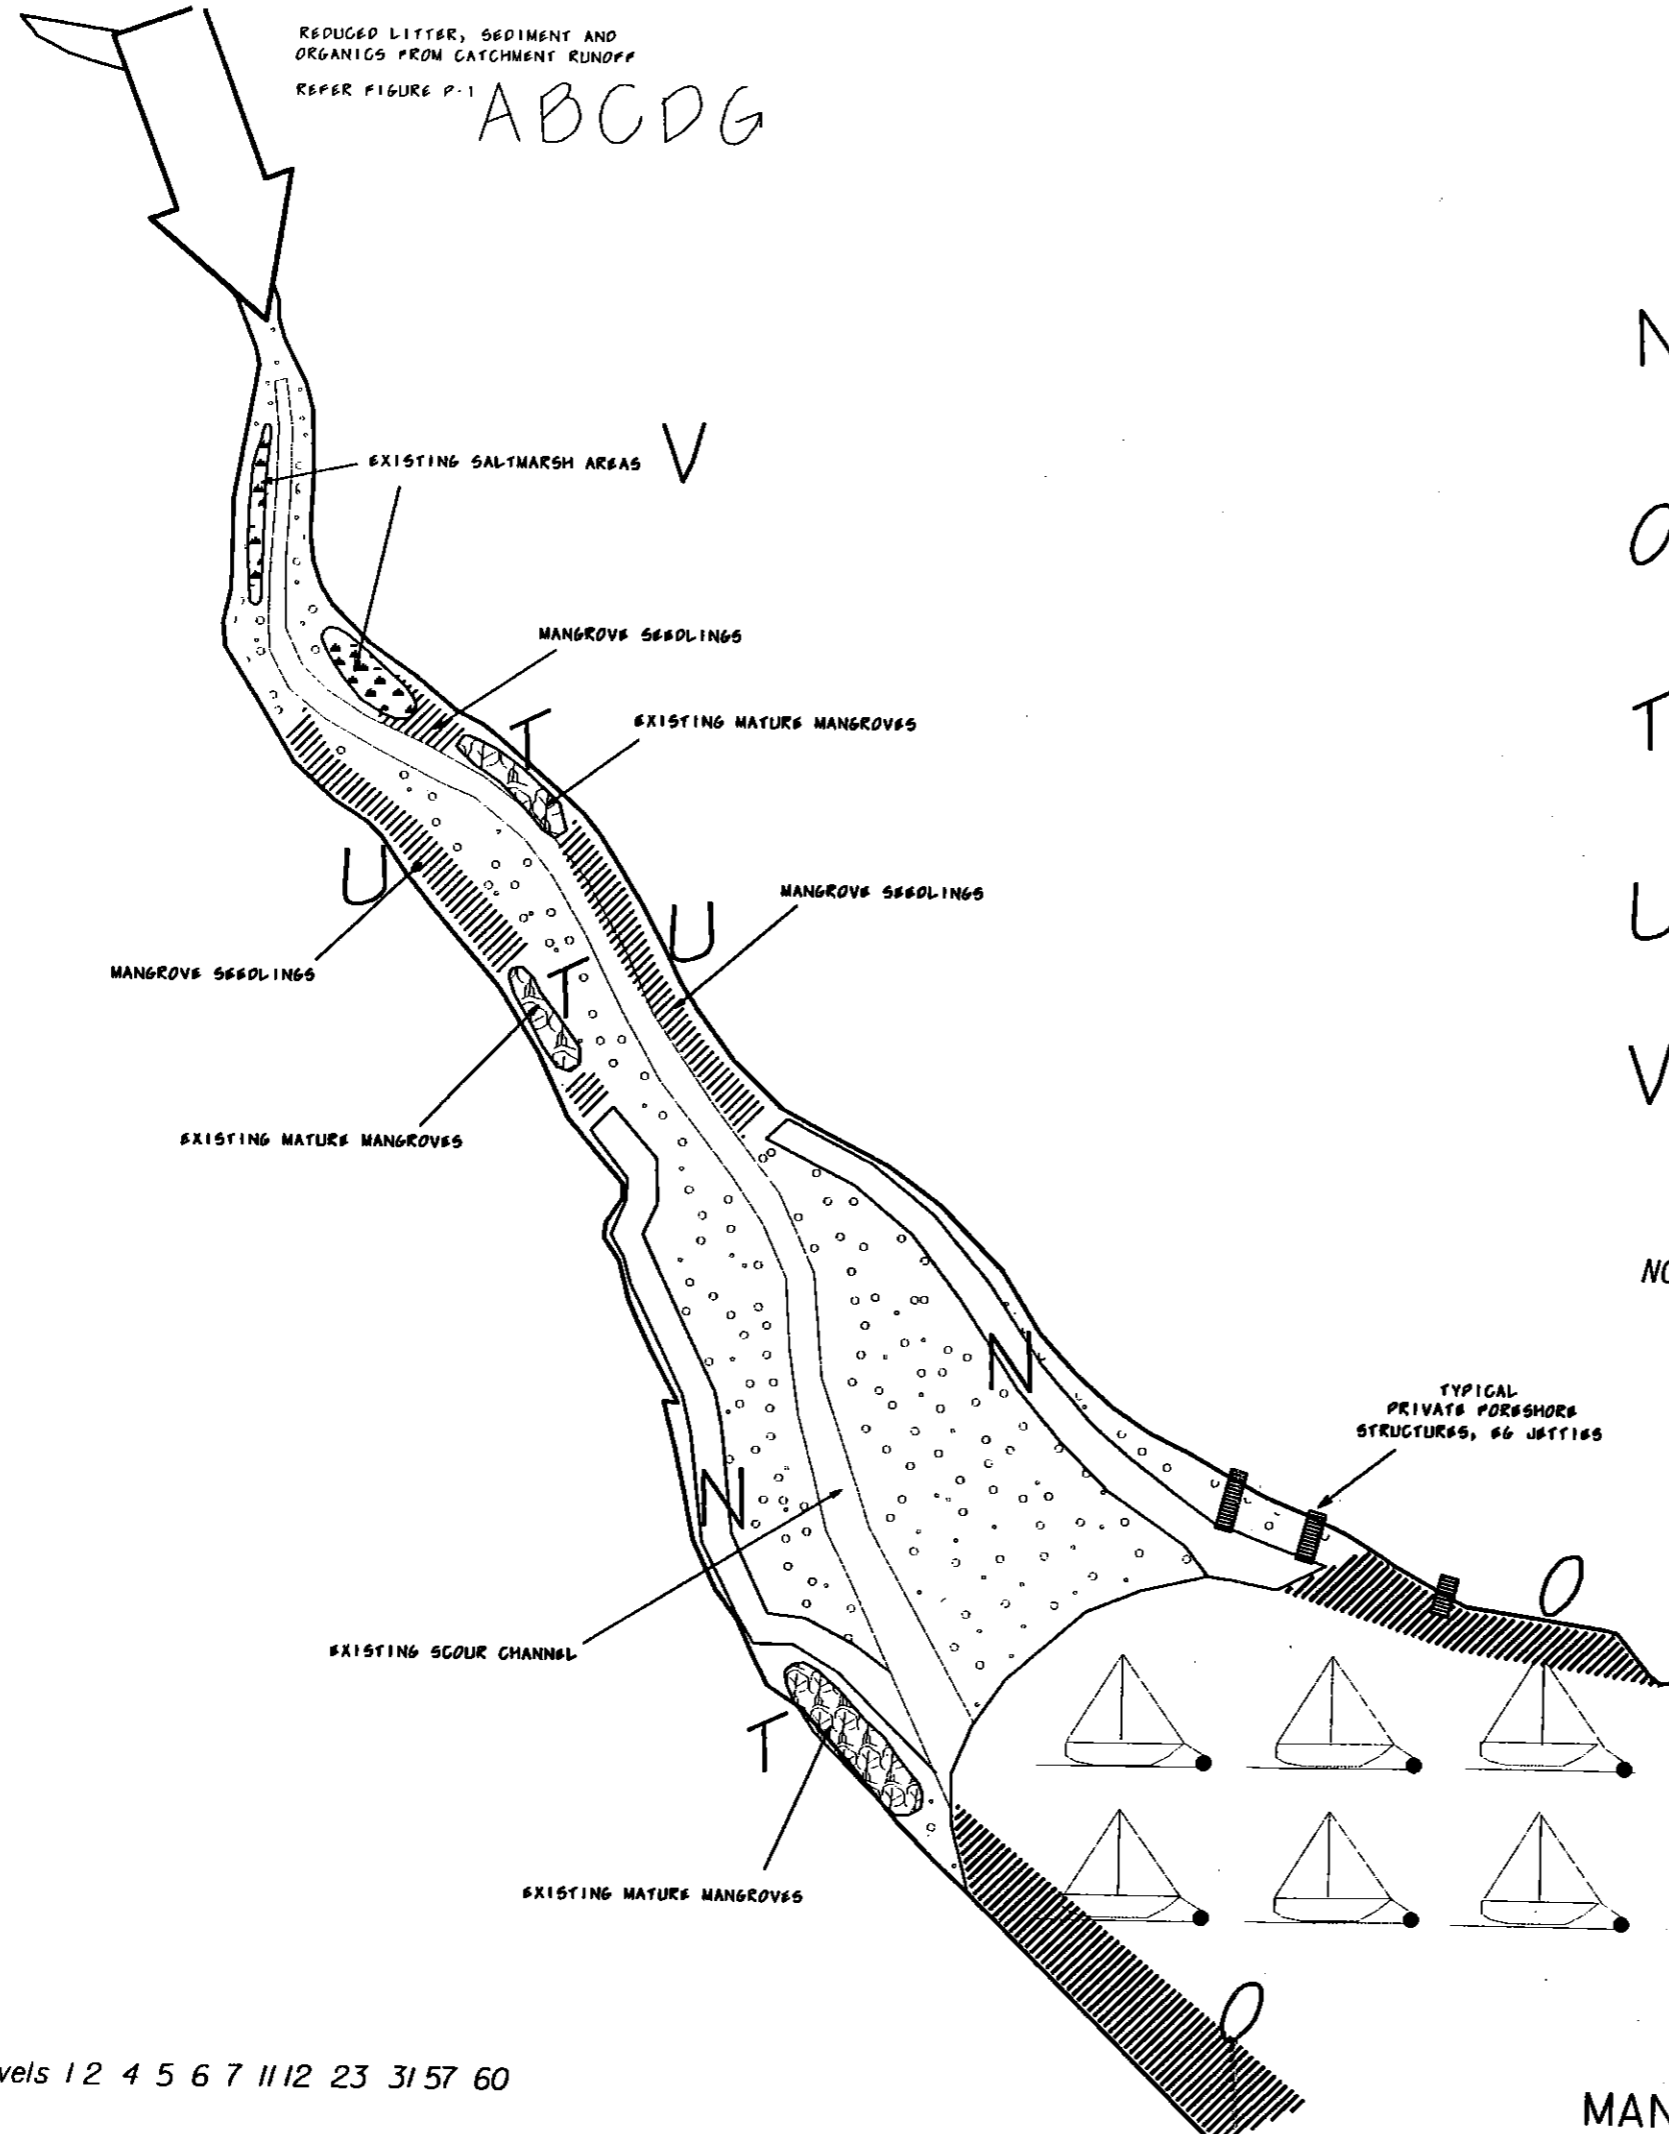 REDUCED LITTER, SEDIMENT AND
ORGANICS FROM CATCHMENT RUNOFF
REFER FIGURE P-1 ABCDG
N
EXISTING SALTMARSH AREAS V
O
MANGROVE SEEDLINGS
T
EXISTING MATURE MANGROVES
T
U
MANGROVE SEEDLINGS
U
U
MANGROVE SEEDLINGS
T
V
EXISTING MATURE MANGROVES
NO
N
TYPICAL
PRIVATE FORESHORE
STRUCTURES, EG JETTIES
N
O
EXISTING SCOUR CHANNEL
T
EXISTING MATURE MANGROVES
O
vels 1 2 4 5 6 7 11 12 23 31 57 60
MAN